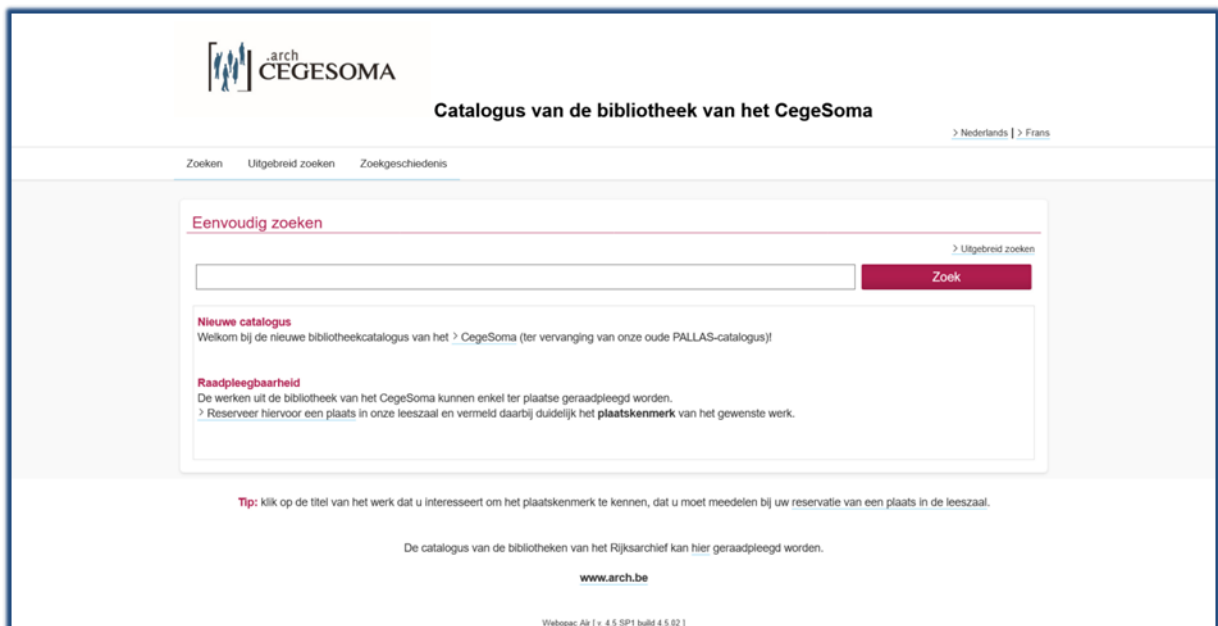 .arch
CEGESOMA
Catalogus van de bibliotheek van het CegeSoma
> Nederlands | > Frans
Zoeken Uitgebreid zoeken Zoekgeschiedenis
Eenvoudig zoeken
> Uitgebreid zoeken
Zoek
Nieuwe catalogus
Welkom bij de nieuwe bibliotheekcatalogus van het > CegeSoma (ter vervanging van onze oude PALLAS-catalogus)!
Raadpleegbaarheid
De werken uit de bibliotheek van het CegeSoma kunnen enkel ter plaatse geraadpleegd worden.
> Reserveer hiervoor een plaats in onze leeszaal en vermeld daarbij duidelijk het plaatskenmerk van het gewenste werk.
Tip: klik op de titel van het werk dat u interesseert om het plaatskenmerk te kennen, dat u moet meedelen bij uw reservatie van een plaats in de leeszaal.
De catalogus van de bibliotheken van het Rijksarchief kan hier geraadpleegd worden.
www.arch.be
Webopac Air [ v. 4.5 SP1 build 4.5.02 ]